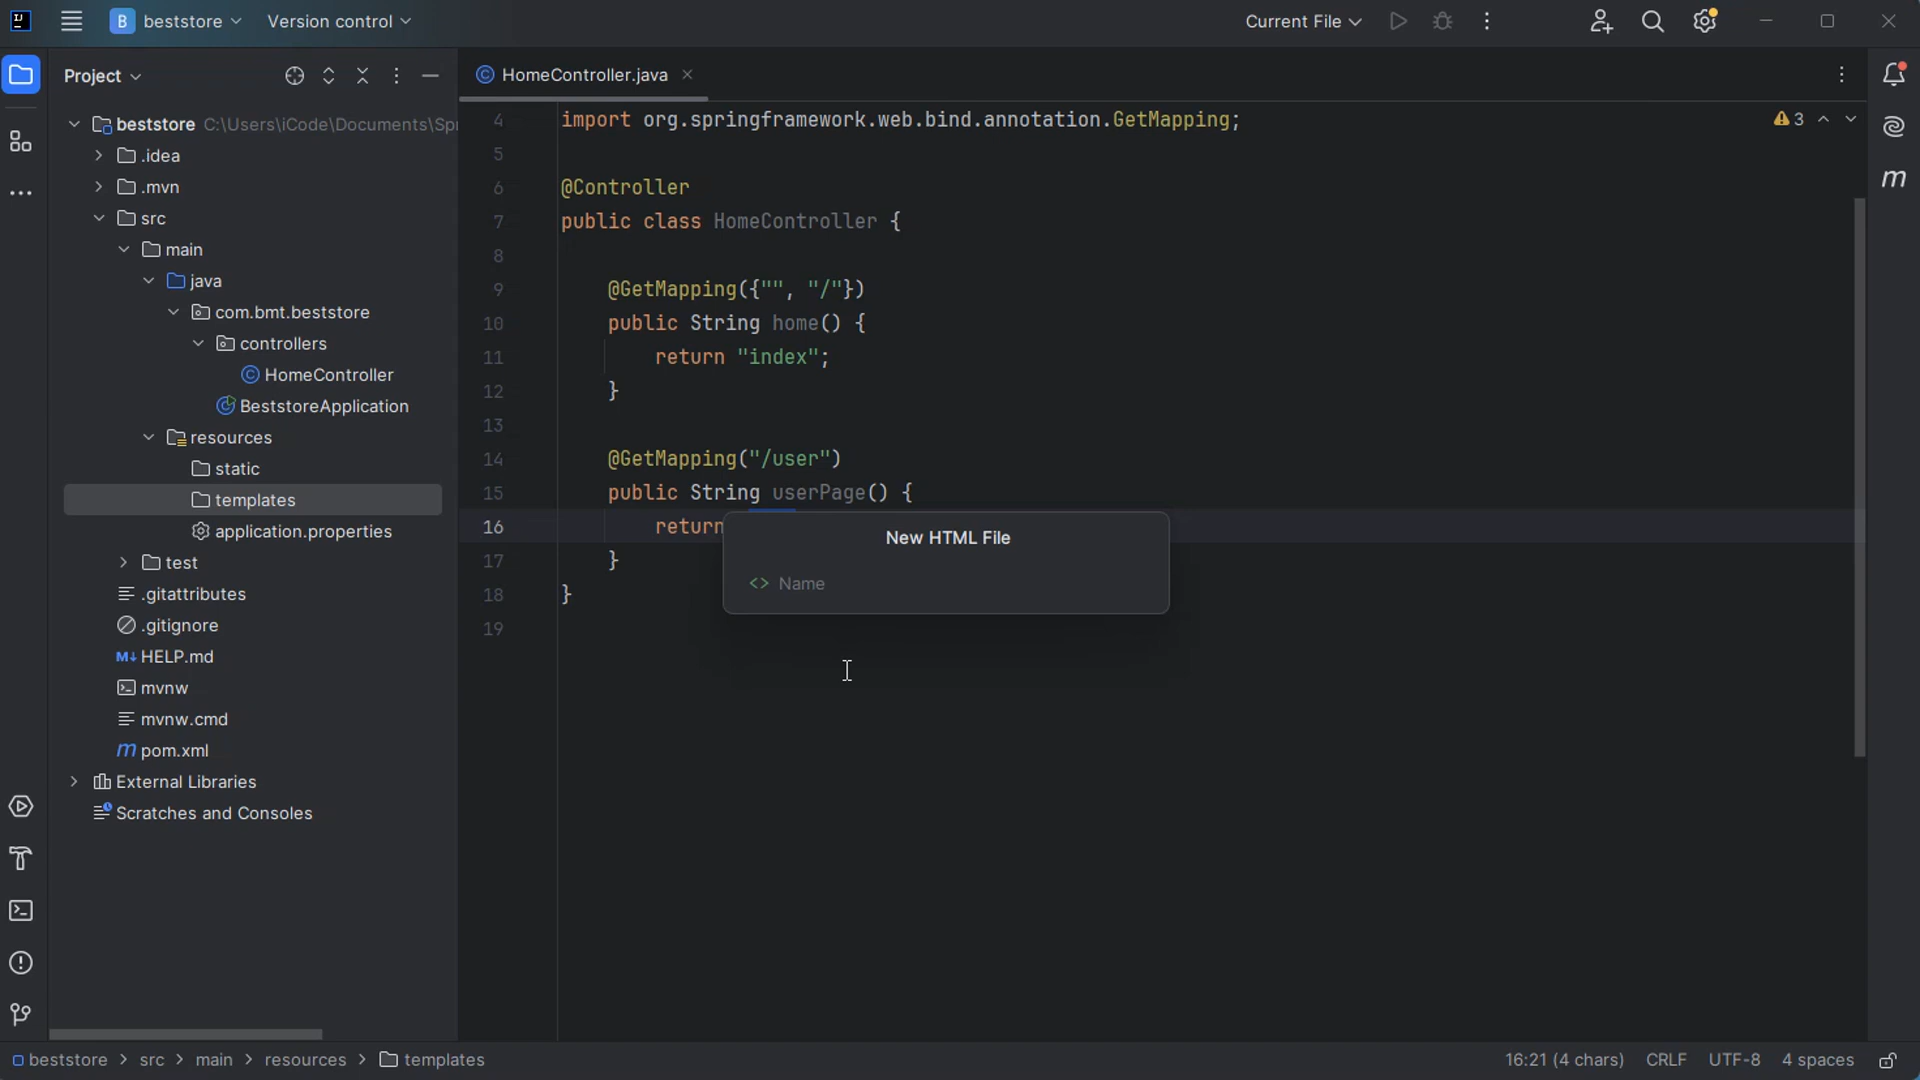 B beststore Version control Current File
Project
HomeController.java
beststore C:\Users\iCode\Documents\Sp
.idea
.mvn
src
main
java
com.bmt.beststore
controllers
HomeController
BeststoreApplication
resources
static
templates
application.properties
test
.gitattributes
.gitignore
HELP.md
mvnw
mvnw.cmd
pom.xml
External Libraries
Scratches and Consoles
4 import org.springframework.web.bind.annotation.GetMapping;
5
6 @Controller
7 public class HomeController {
8
9 @GetMapping({"", "/"})
10 public String home() {
11 return "index";
12 }
13
14 @GetMapping("/user")
15 public String userPage() {
16 return
17 }
18 }
19
3
New HTML File
<> Name
m
beststore > src > main > resources > templates
16:21 (4 chars) CRLF UTF-8 4 spaces